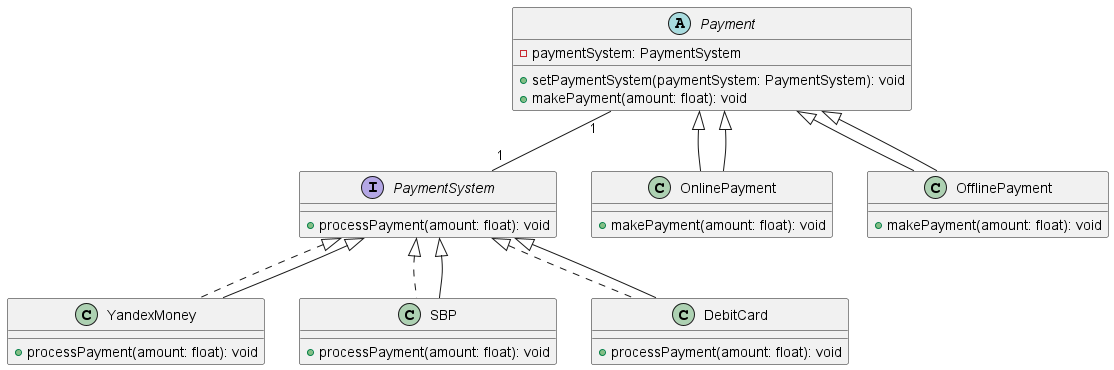 A Payment
paymentSystem: PaymentSystem
setPaymentSystem(paymentSystem: PaymentSystem): void
makePayment(amount: float): void
1
1
I PaymentSystem
processPayment(amount: float): void
C OnlinePayment
makePayment(amount: float): void
C OfflinePayment
makePayment(amount: float): void
C YandexMoney
processPayment(amount: float): void
C SBP
processPayment(amount: float): void
C DebitCard
processPayment(amount: float): void